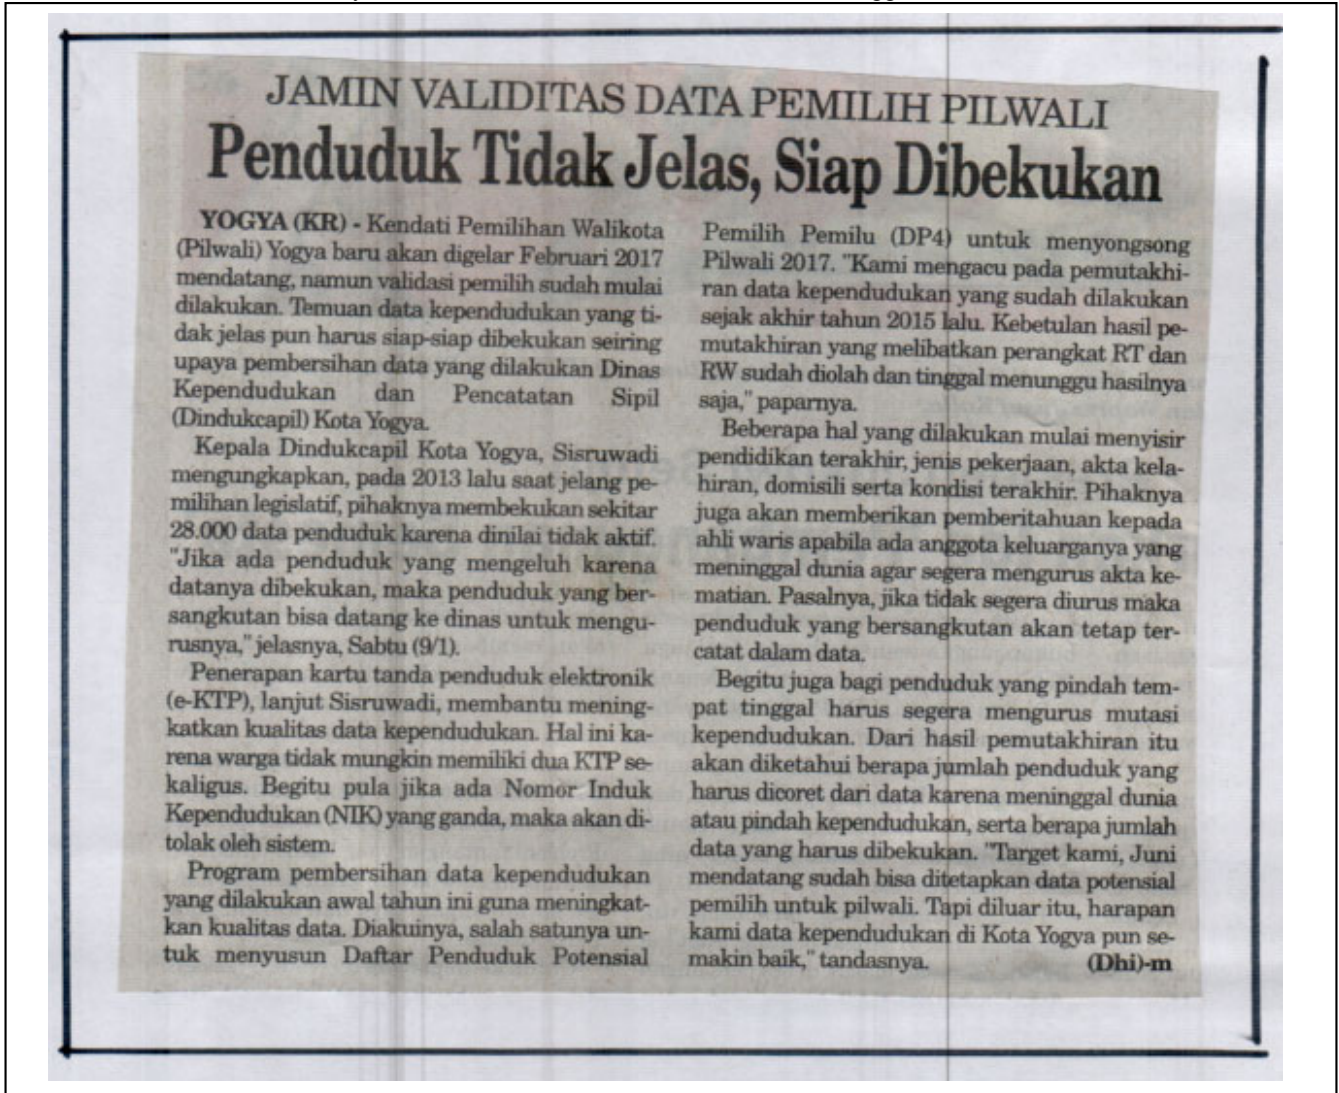 JAMIN VALIDITAS DATA PEMILIH PILWALI
Penduduk Tidak Jelas, Siap Dibekukan
YOGYA (KR) - Kendati Pemilihan Walikota
(Pilwali) Yogya baru akan digelar Februari 2017
mendatang, namun validasi pemilih sudah mulai
dilakukan. Temuan data kependudukan yang ti-
dak jelas pun harus siap-siap dibekukan seiring
upaya pembersihan data yang dilakukan Dinas
Kependudukan dan Pencatatan Sipil
(Dindukcapil) Kota Yogya.
Kepala Dindukcapil Kota Yogya, Sisruwadi
mengungkapkan, pada 2013 lalu saat jelang pe-
milihan legislatif, pihaknya membekukan sekitar
28.000 data penduduk karena dinilai tidak aktif.
"Jika ada penduduk yang mengeluh karena
datanya dibekukan, maka penduduk yang ber-
sangkutan bisa datang ke dinas untuk mengu-
rusnya," jelasnya, Sabtu (9/1).
Penerapan kartu tanda penduduk elektronik
(e-KTP), lanjut Sisruwadi, membantu mening-
katkan kualitas data kependudukan. Hal ini ka-
rena warga tidak mungkin memiliki dua KTP se-
kaligus. Begitu pula jika ada Nomor Induk
Kependudukan (NIK) yang ganda, maka akan di-
tolak oleh sistem.
Program pembersihan data kependudukan
yang dilakukan awal tahun ini guna meningkat-
kan kualitas data. Diakuinya, salah satunya un-
tuk menyusun Daftar Penduduk Potensial
Pemilih Pemilu (DP4) untuk menyongsong
Pilwali 2017. "Kami mengacu pada pemutakhi-
ran data kependudukan yang sudah dilakukan
sejak akhir tahun 2015 lalu. Kebetulan hasil pe-
mutakhiran yang melibatkan perangkat RT dan
RW sudah diolah dan tinggal menunggu hasilnya
saja," paparnya.
Beberapa hal yang dilakukan mulai menyisir
pendidikan terakhir, jenis pekerjaan, akta kela-
hiran, domisili serta kondisi terakhir. Pihaknya
juga akan memberikan pemberitahuan kepada
ahli waris apabila ada anggota keluarganya yang
meninggal dunia agar segera mengurus akta ke-
matian. Pasalnya, jika tidak segera diurus maka
penduduk yang bersangkutan akan tetap ter-
catat dalam data.
Begitu juga bagi penduduk yang pindah tem-
pat tinggal harus segera mengurus mutasi
kependudukan. Dari hasil pemutakhiran itu
akan diketahui berapa jumlah penduduk yang
harus dicoret dari data karena meninggal dunia
atau pindah kependudukan, serta berapa jumlah
data yang harus dibekukan. "Target kami, Juni
mendatang sudah bisa ditetapkan data potensial
pemilih untuk pilwali. Tapi diluar itu, harapan
kami data kependudukan di Kota Yogya pun se-
makin baik," tandasnya. (Dhi)-m